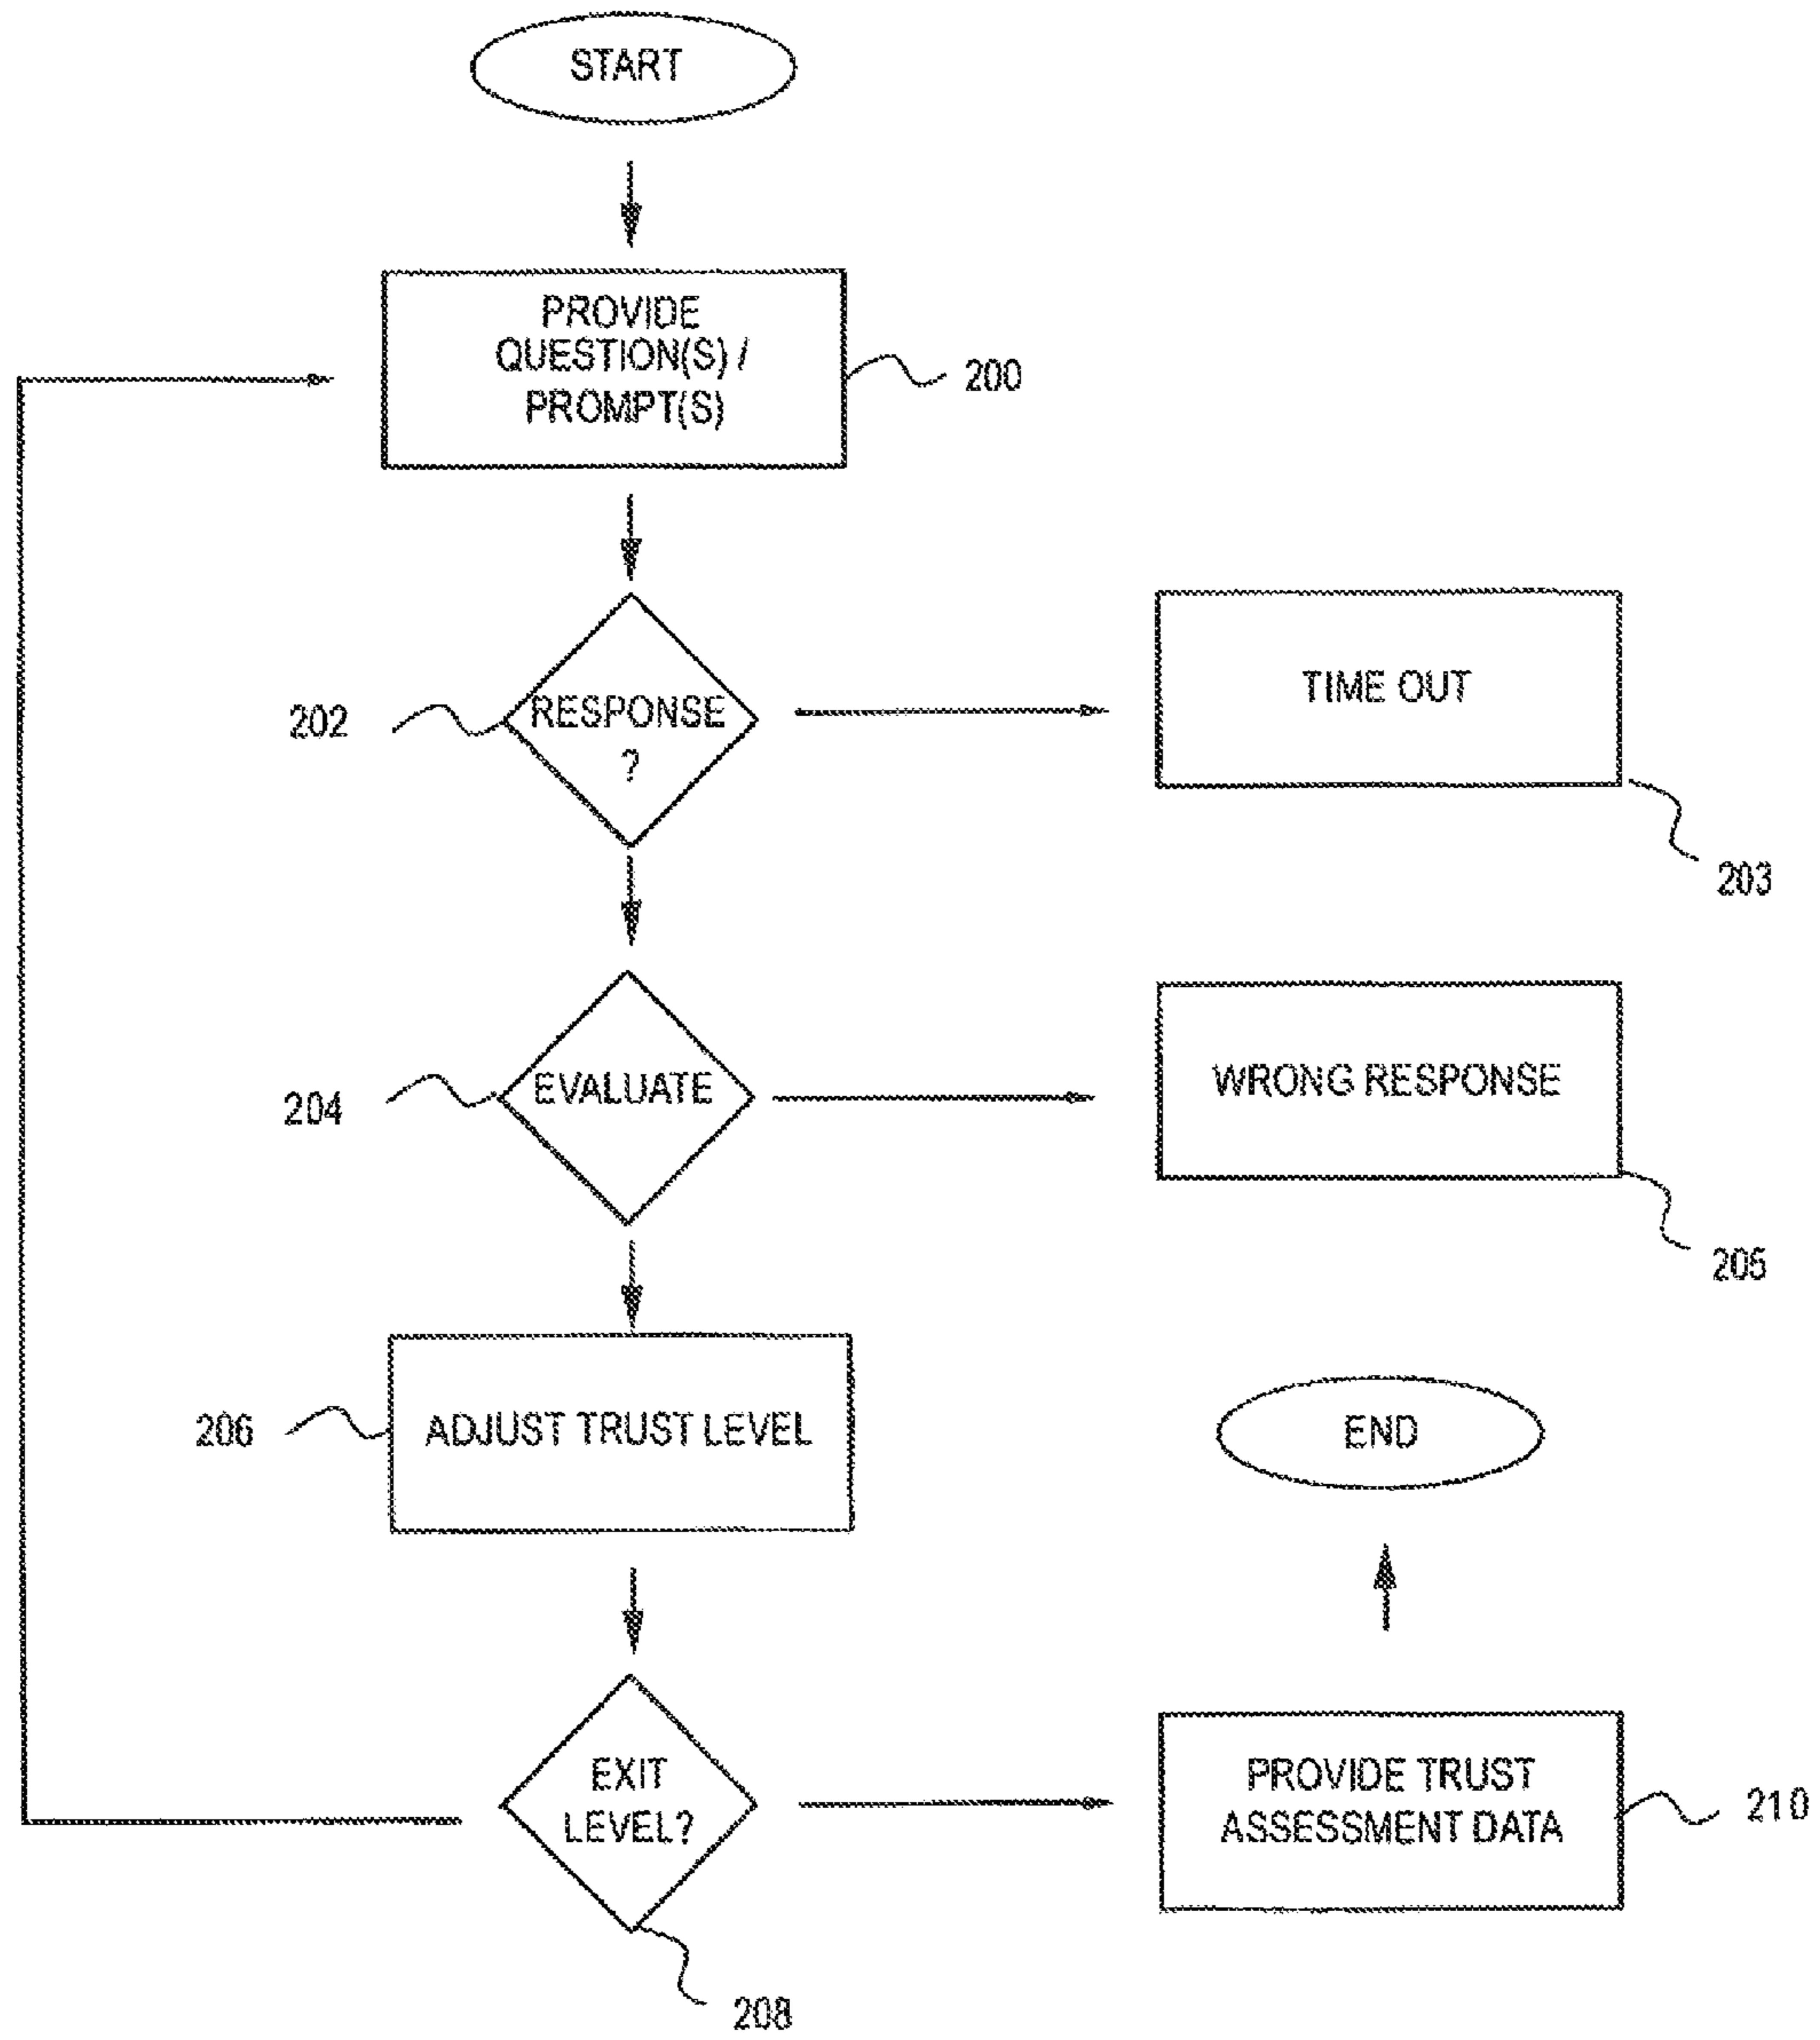 START
PROVIDE
QUESTION(S) /
PROMPT(S)
200
RESPONSE
?
202
TIME OUT
203
EVALUATE
204
WRONG RESPONSE
205
ADJUST TRUST LEVEL
206
END
EXIT
LEVEL?
208
PROVIDE TRUST
ASSESSMENT DATA
210